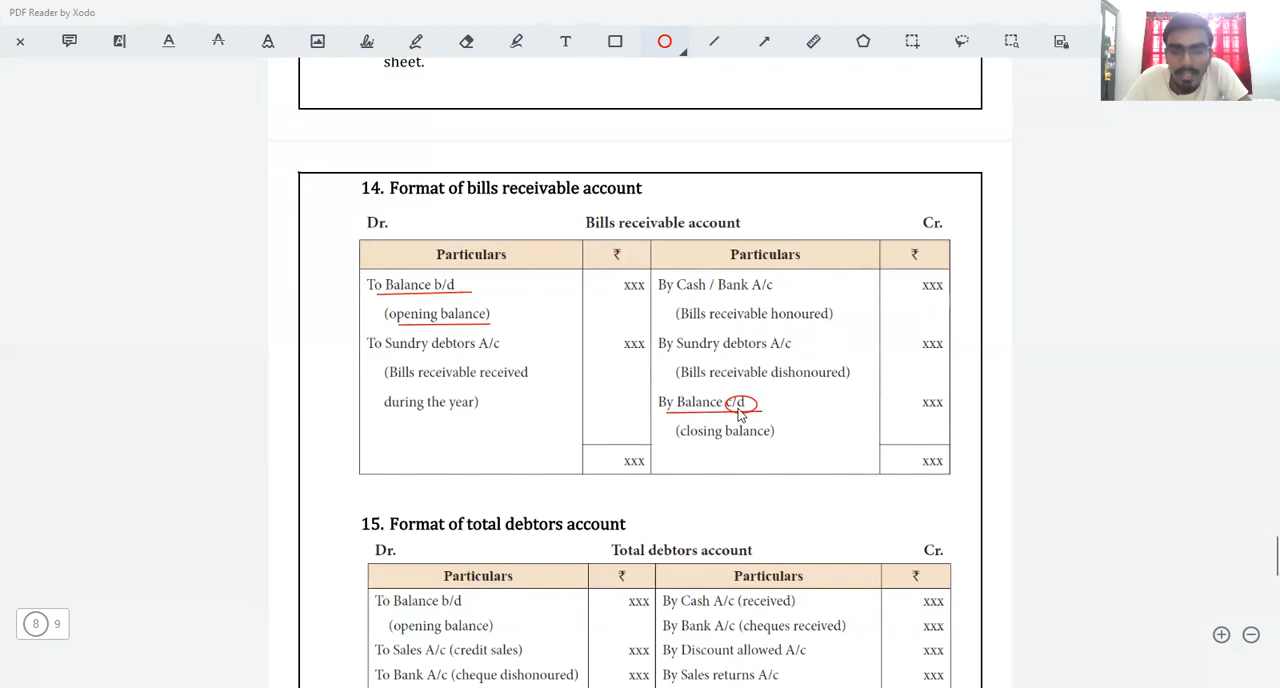 PDF Reader by Xodo
sheet.
14. Format of bills receivable account
Dr. Bills receivable account Cr.
Particulars ₹ Particulars ₹
To Balance b/d xxx By Cash / Bank A/c xxx
(opening balance) (Bills receivable honoured)
To Sundry debtors A/c xxx By Sundry debtors A/c xxx
(Bills receivable received (Bills receivable dishonoured)
during the year) By Balance c/d xxx
(closing balance)
xxx xxx
15. Format of total debtors account
Dr. Total debtors account Cr.
Particulars ₹ Particulars ₹
To Balance b/d xxx By Cash A/c (received) xxx
(opening balance) By Bank A/c (cheques received) xxx
To Sales A/c (credit sales) xxx By Discount allowed A/c xxx
To Bank A/c (cheque dishonoured) xxx By Sales returns A/c xxx
8 9